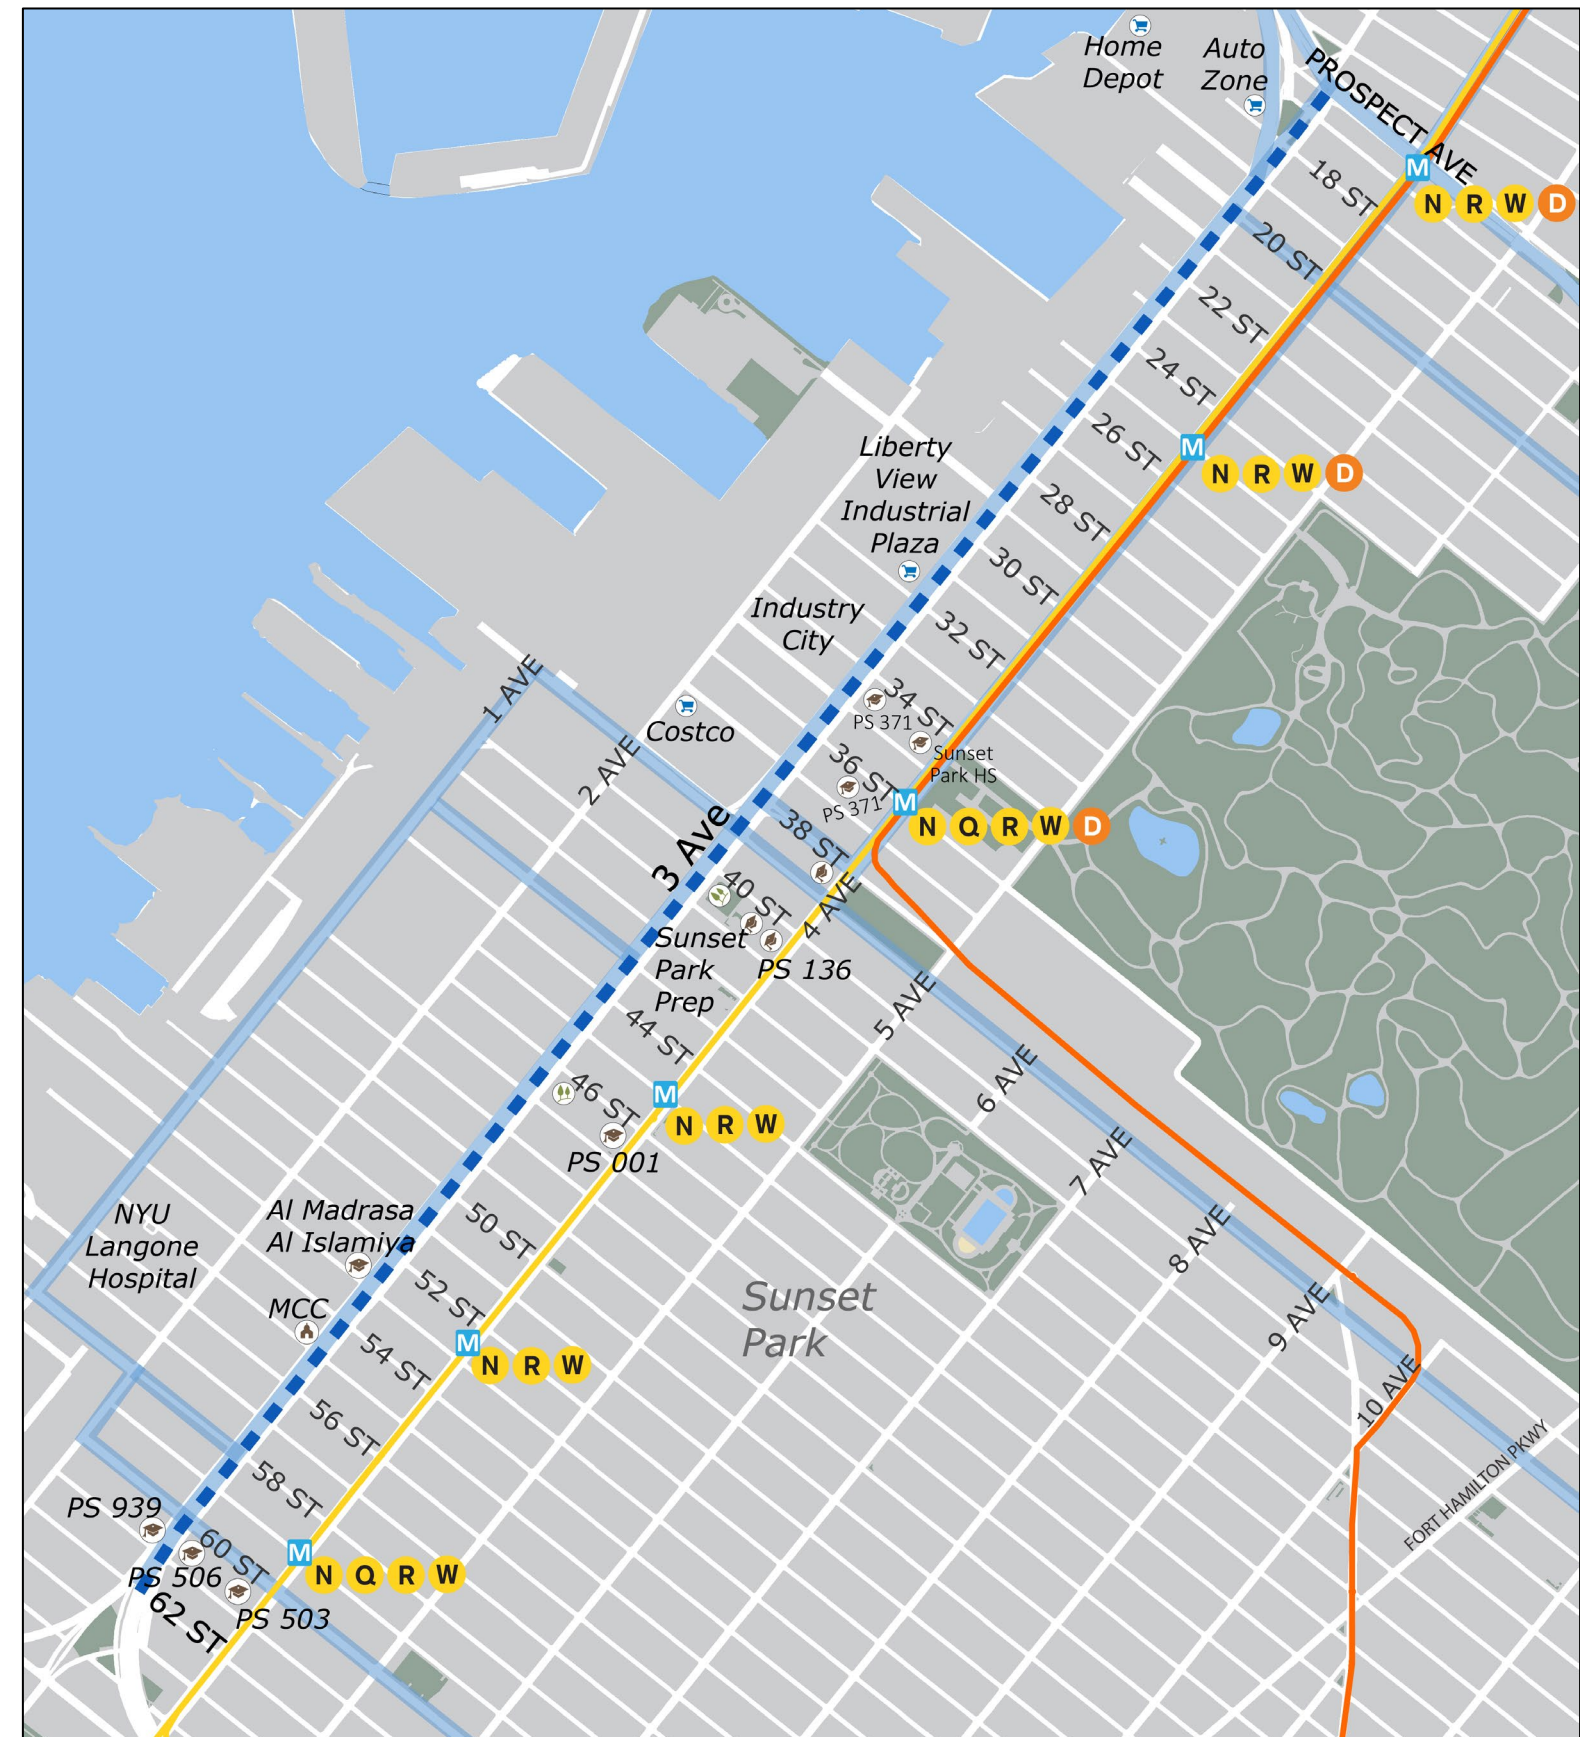 Home
Depot
Auto
Zone
PROSPECT AVE
M
N R W D
18 ST
20 ST
22 ST
24 ST
M
N R W D
26 ST
Liberty
View
Industrial
Plaza
28 ST
30 ST
Industry
City
32 ST
1 AVE
34 ST
PS 371
Costco
2 AVE
Sunset
Park HS
36 ST
PS 371
M
N Q R W D
3 Ave
38 ST
40 ST
4 AVE
Sunset
Park
Prep
PS 136
5 AVE
44 ST
6 AVE
46 ST
M
N R W
PS 001
7 AVE
NYU
Langone
Hospital
Al Madrasa
Al Islamiya
50 ST
8 AVE
MCC
52 ST
Sunset
Park
9 AVE
M
N R W
54 ST
10 AVE
56 ST
FORT HAMILTON PKWY
58 ST
PS 939
60 ST
M
N Q R W
PS 506
62 ST
PS 503